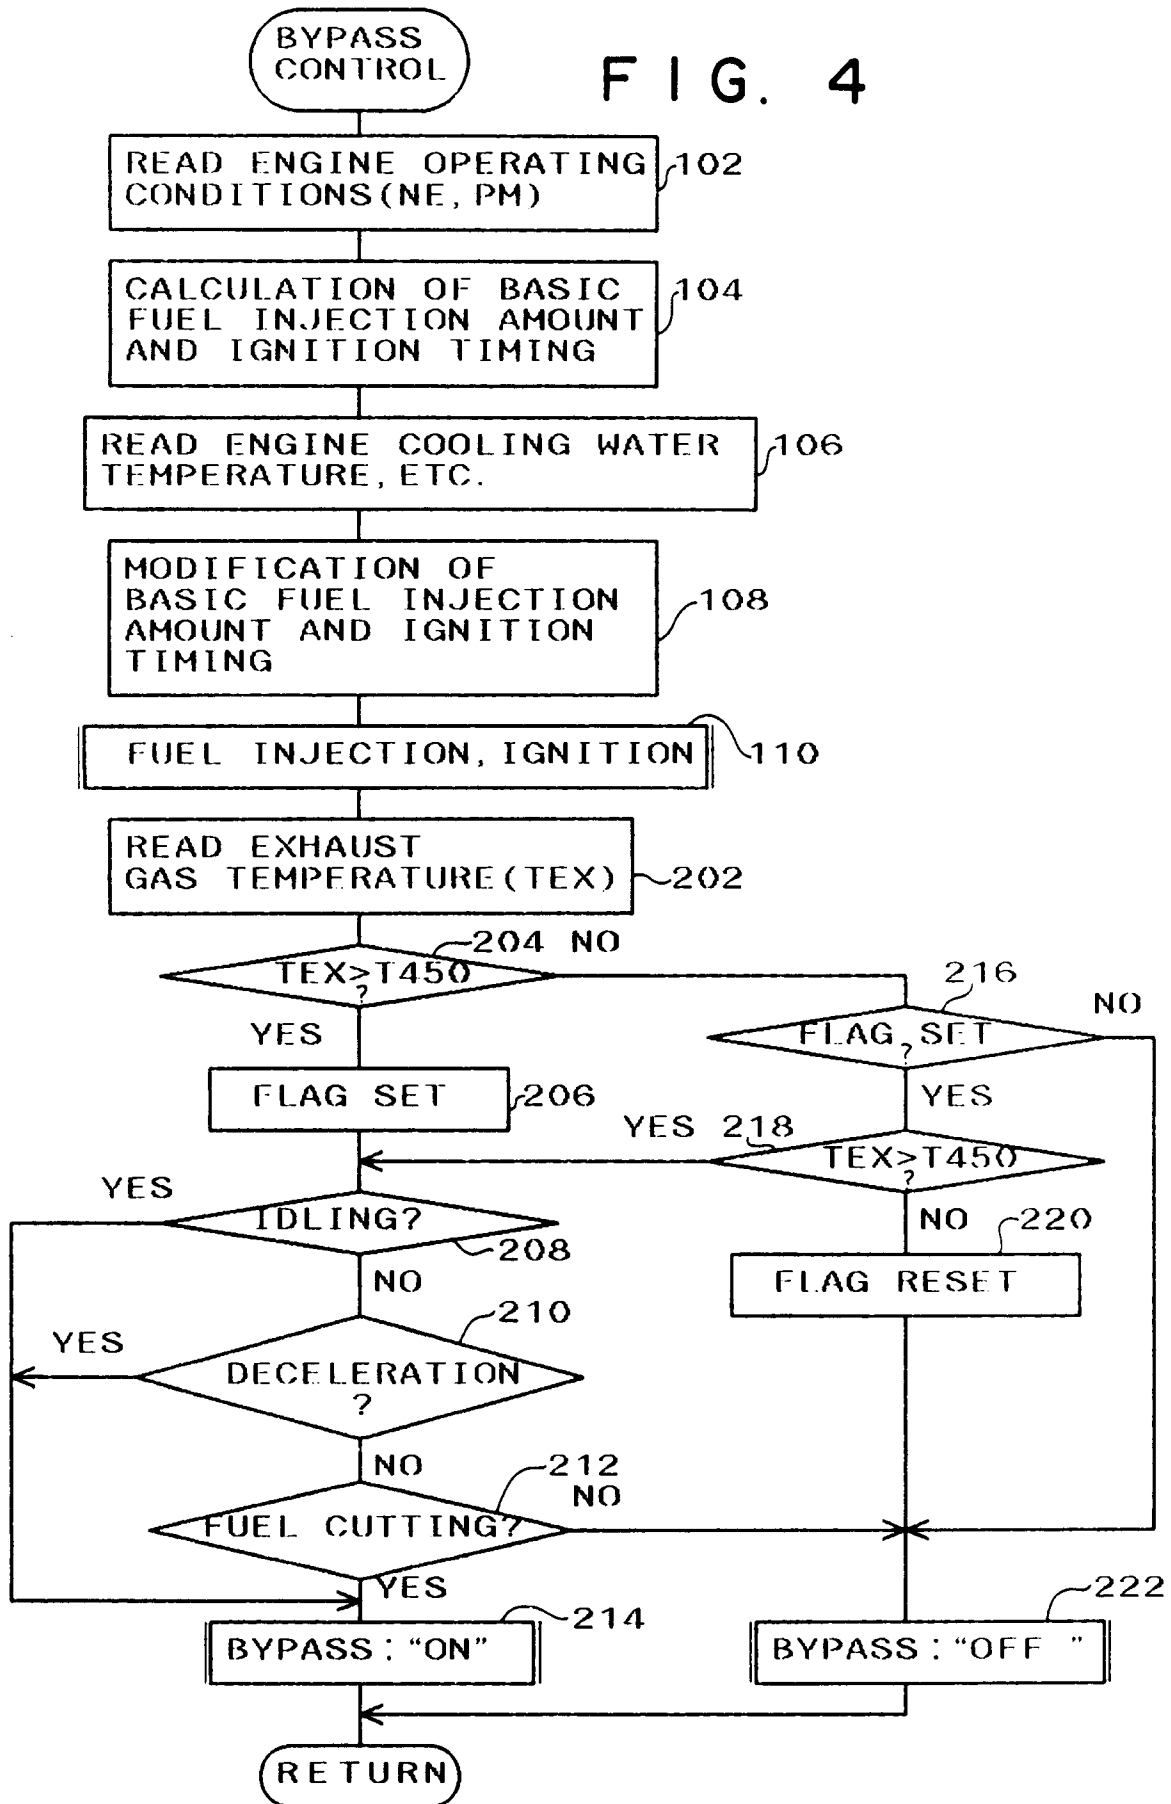 BYPASS
CONTROL
FIG. 4
READ ENGINE OPERATING
CONDITIONS(NE, PM)
102
CALCULATION OF BASIC
FUEL INJECTION AMOUNT
AND IGNITION TIMING
104
READ ENGINE COOLING WATER
TEMPERATURE, ETC.
106
MODIFICATION OF
BASIC FUEL INJECTION
AMOUNT AND IGNITION
TIMING
108
FUEL INJECTION, IGNITION
110
READ EXHAUST
GAS TEMPERATURE(TEX)
202
204 NO
TEX>T450
?
YES
216
NO
FLAG SET
?
YES
FLAG SET
206
YES 218
TEX>T450
?
YES
IDLING?
208
NO
NO
220
FLAG RESET
210
YES
DECELERATION
?
NO
212
NO
FUEL CUTTING?
YES
214
BYPASS : “ON”
222
BYPASS : “OFF ”
RETURN